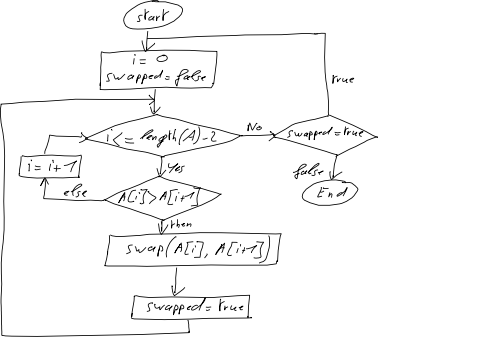 start
i = 0
swapped = false
true
i <= length(A)-2
No
swapped = true
Yes
i = i+1
false
else
A[i] > A[i+1]
End
then
swap(A[i], A[i+1])
swapped = true